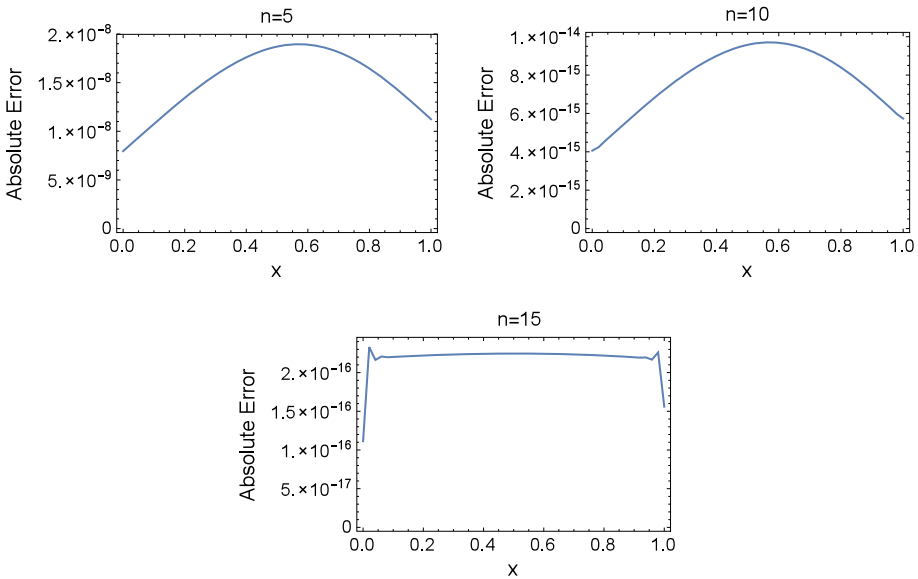 n=5
Absolute Error
2.×10⁻⁸
1.5×10⁻⁸
1.×10⁻⁸
5.×10⁻⁹
0
0.0 0.2 0.4 0.6 0.8 1.0
x
n=10
Absolute Error
1.×10⁻¹⁴
8.×10⁻¹⁵
6.×10⁻¹⁵
4.×10⁻¹⁵
2.×10⁻¹⁵
0
0.0 0.2 0.4 0.6 0.8 1.0
x
n=15
Absolute Error
2.×10⁻¹⁶
1.5×10⁻¹⁶
1.×10⁻¹⁶
5.×10⁻¹⁷
0
0.0 0.2 0.4 0.6 0.8 1.0
x